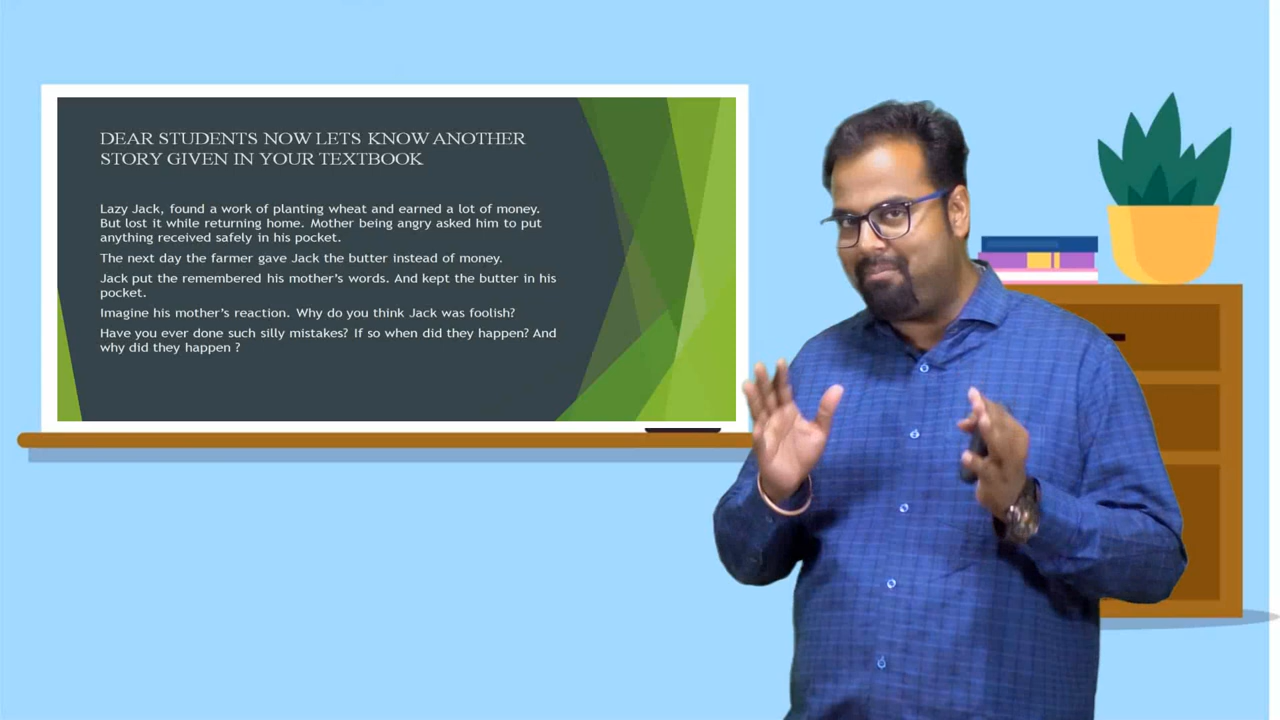 DEAR STUDENTS NOW LETS KNOW ANOTHER
STORY GIVEN IN YOUR TEXTBOOK
Lazy Jack, found a work of planting wheat and earned a lot of money.
But lost it while returning home. Mother being angry asked him to put
anything received safely in his pocket.
The next day the farmer gave Jack the butter instead of money.
Jack put the remembered his mother's words. And kept the butter in his
pocket.
Imagine his mother's reaction. Why do you think Jack was foolish?
Have you ever done such silly mistakes? If so when did they happen? And
why did they happen ?